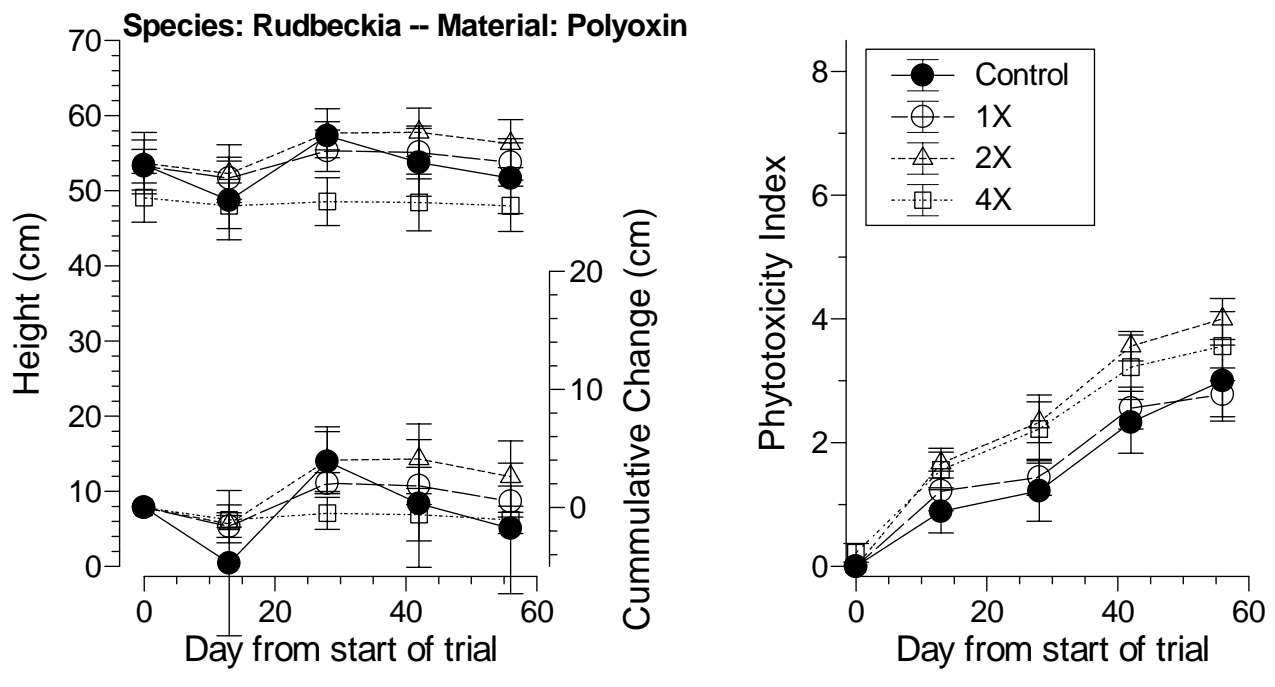 Species: Rudbeckia -- Material: Polyoxin
70
60
50
40
30
20
10
0
Height (cm)
20
10
0
Cummulative Change (cm)
0 20 40 60
Day from start of trial
8
6
4
2
0
Phytotoxicity Index
Control
1X
2X
4X
0 20 40 60
Day from start of trial